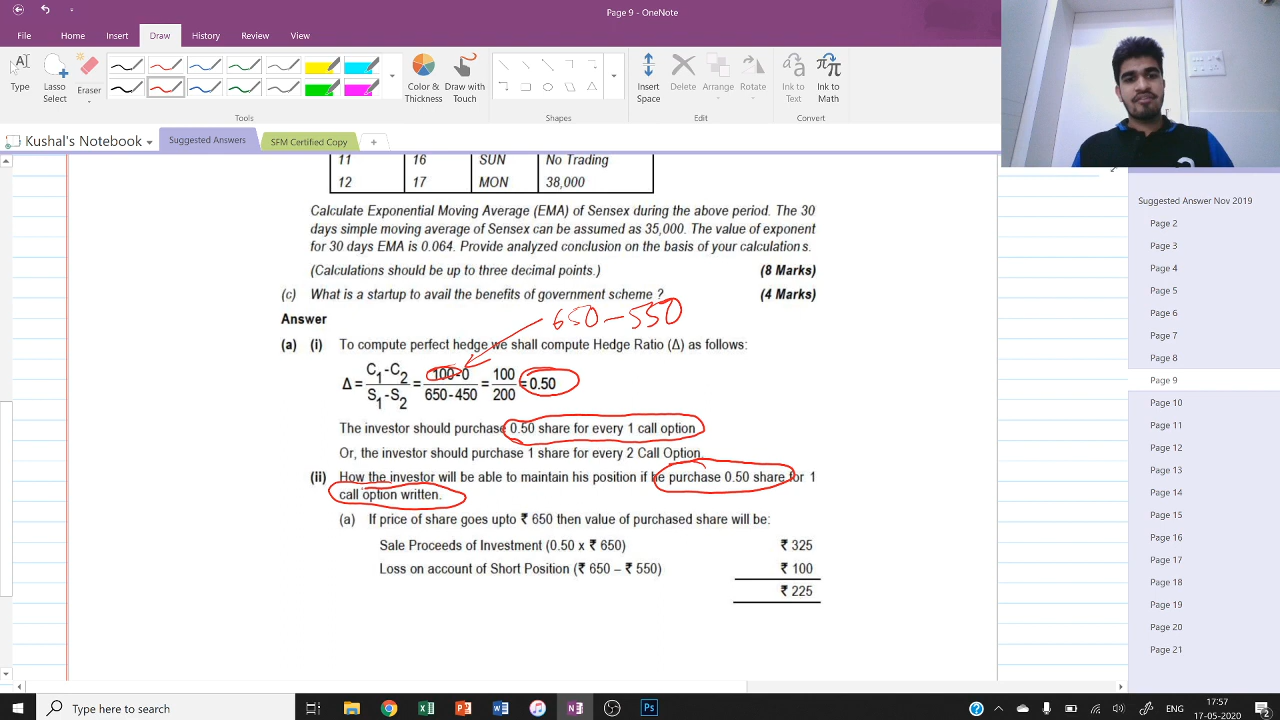 Page 9 - OneNote
File Home Insert Draw History Review View
Type
Lasso Select
Eraser
Color & Thickness
Draw with Touch
Insert Space
Delete
Arrange
Rotate
Ink to Text
Ink to Math
Tools
Shapes
Edit
Convert
Kushal's Notebook
Suggested Answers
SFM Certified Copy
+
11 16 SUN No Trading
12 17 MON 38,000
Calculate Exponential Moving Average (EMA) of Sensex during the above period. The 30
days simple moving average of Sensex can be assumed as 35,000. The value of exponent
for 30 days EMA is 0.064. Provide analyzed conclusion on the basis of your calculations.
(Calculations should be up to three decimal points.) (8 Marks)
(c) What is a startup to avail the benefits of government scheme ? (4 Marks)
650 - 550
Answer
(a) (i) To compute perfect hedge we shall compute Hedge Ratio (Δ) as follows:
Δ = C1 - C2 / S1 - S2 = 100 - 0 / 650 - 450 = 100 / 200 = 0.50
The investor should purchase 0.50 share for every 1 call option
Or, the investor should purchase 1 share for every 2 Call Option.
(ii) How the investor will be able to maintain his position if he purchase 0.50 share for 1
call option written.
(a) If price of share goes upto ₹ 650 then value of purchased share will be:
Sale Proceeds of Investment (0.50 x ₹ 650) ₹ 325
Loss on account of Short Position (₹ 650 – ₹ 550) ₹ 100
₹ 225
Suggested Answer Nov 2019
Page 2
Page 3
Page 4
Page 5
Page 6
Page 7
Page 8
Page 9
Page 10
Page 11
Page 12
Page 13
Page 14
Page 15
Page 16
Page 17
Page 18
Page 19
Page 20
Page 21
Type here to search
17:57
17-05-2020
2